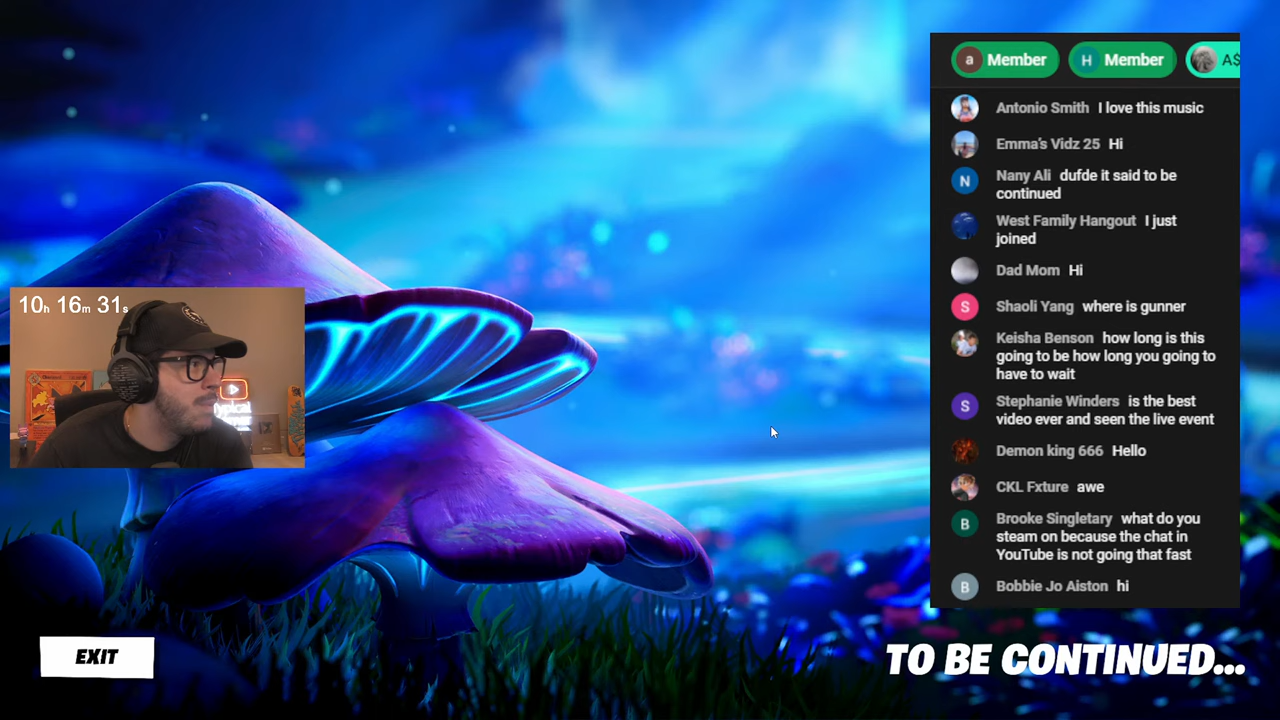 a Member H Member A$
Antonio Smith I love this music
Emma's Vidz 25 Hi
N Nany Ali dufde it said to be
continued
West Family Hangout I just
joined
Dad Mom Hi
S Shaoli Yang where is gunner
Keisha Benson how long is this
going to be how long you going to
have to wait
S Stephanie Winders is the best
video ever and seen the live event
Demon king 666 Hello
CKL Fxture awe
B Brooke Singletary what do you
steam on because the chat in
YouTube is not going that fast
B Bobbie Jo Aiston hi
10h 16m 31s
ypical
EXIT
TO BE CONTINUED...